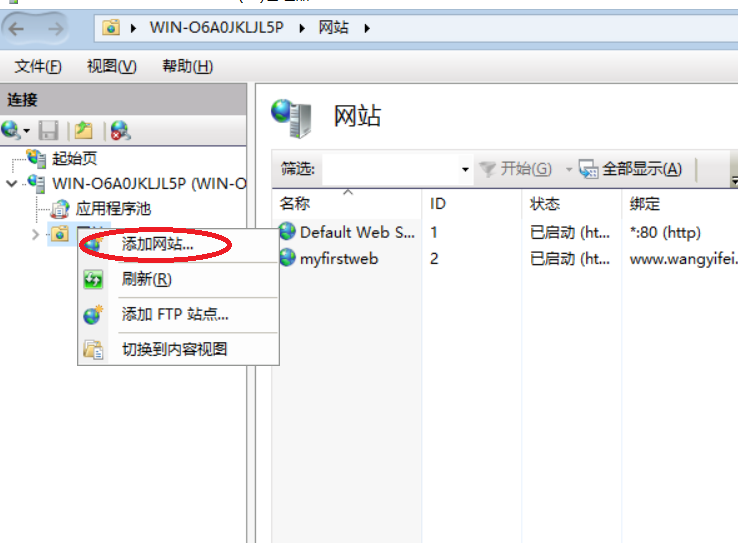 WIN-O6A0JKLJL5P 网站
文件(F) 视图(V) 帮助(H)
连接
起始页
WIN-O6A0JKLJL5P (WIN-O
应用程序池
添加网站...
刷新(R)
添加 FTP 站点...
切换到内容视图
网站
筛选: 开始(G) 全部显示(A)
名称 ID 状态 绑定
Default Web S... 1 已启动 (ht... *:80 (http)
myfirstweb 2 已启动 (ht... www.wangyifei.